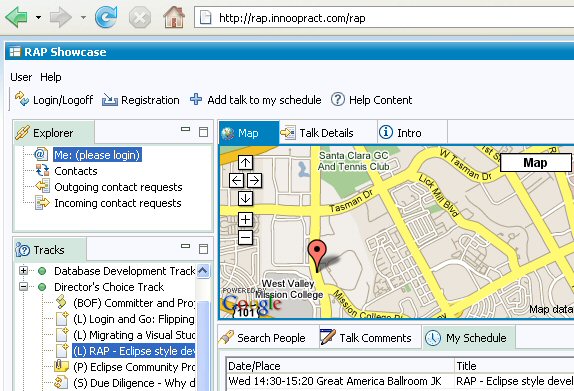 http://rap.innoopract.com/rap
RAP Showcase
User Help
Login/Logoff Registration Add talk to my schedule Help Content
Explorer
Me: (please login)
Contacts
Outgoing contact requests
Incoming contact requests
Tracks
Database Development Track
Director's Choice Track
(BOF) Committer and Pro
(L) Login and Go: Flipping
(L) Migrating a Visual Stud
(L) RAP - Eclipse style dev
(P) Eclipse Community Pro
(S) Due Diligence - Why d
Map Talk Details Intro
Santa Clara GC
And Tennis Club
W Tasman Dr
Map
Lick Mill Blvd
Tasman Dr
West Valley
Mission College
POWERED BY
Google
Mission College
Map data
Search People Talk Comments My Schedule
Date/Place Title
Wed 14:30-15:20 Great America Ballroom JK RAP - Eclipse style devel